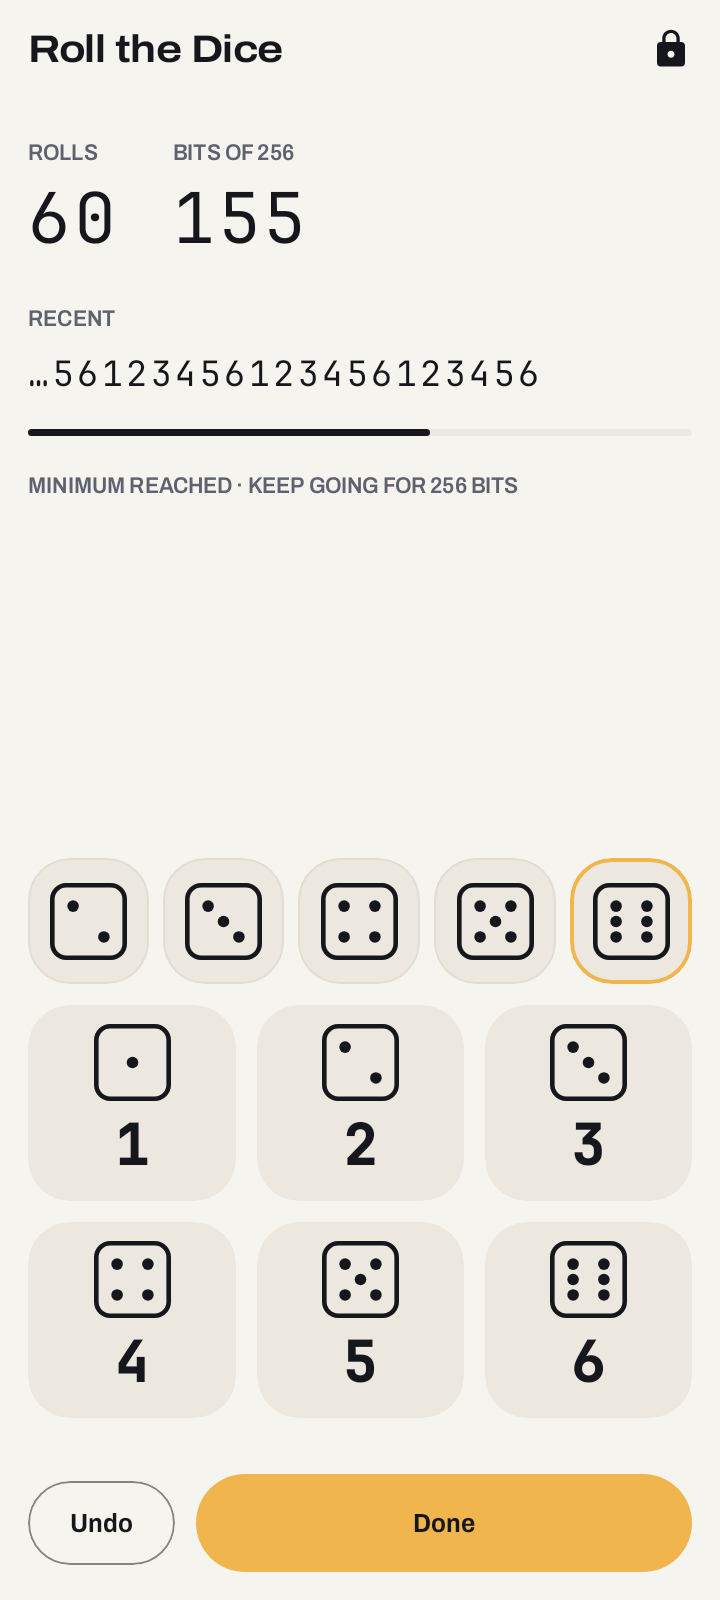 Roll the Dice
ROLLS BITS OF 256
60 155
RECENT
…56123456123456123456
MINIMUM REACHED · KEEP GOING FOR 256 BITS
1 2 3
4 5 6
Undo Done